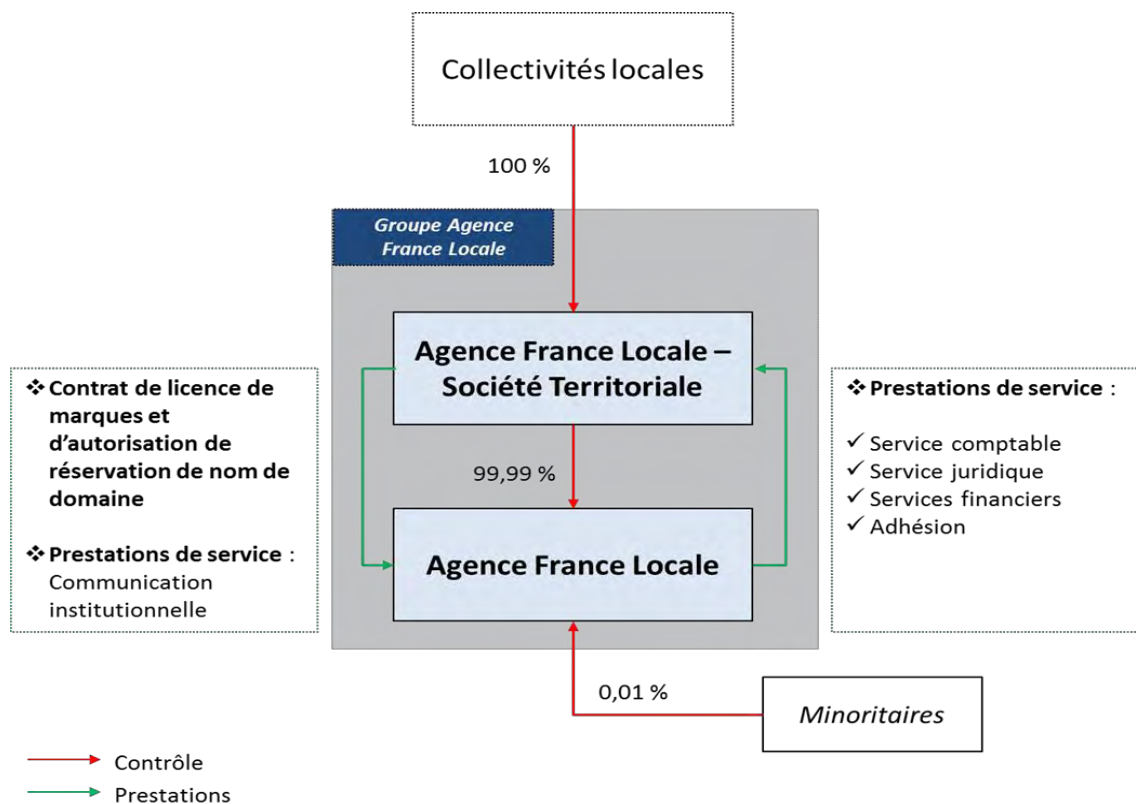 Collectivités locales
100 %
Groupe Agence
France Locale
Agence France Locale –
Société Territoriale
❖ Contrat de licence de
marques et
d’autorisation de
réservation de nom de
domaine
❖ Prestations de service :
Communication
institutionnelle
99,99 %
❖ Prestations de service :
✓ Service comptable
✓ Service juridique
✓ Services financiers
✓ Adhésion
Agence France Locale
0,01 %
Minoritaires
Contrôle
Prestations